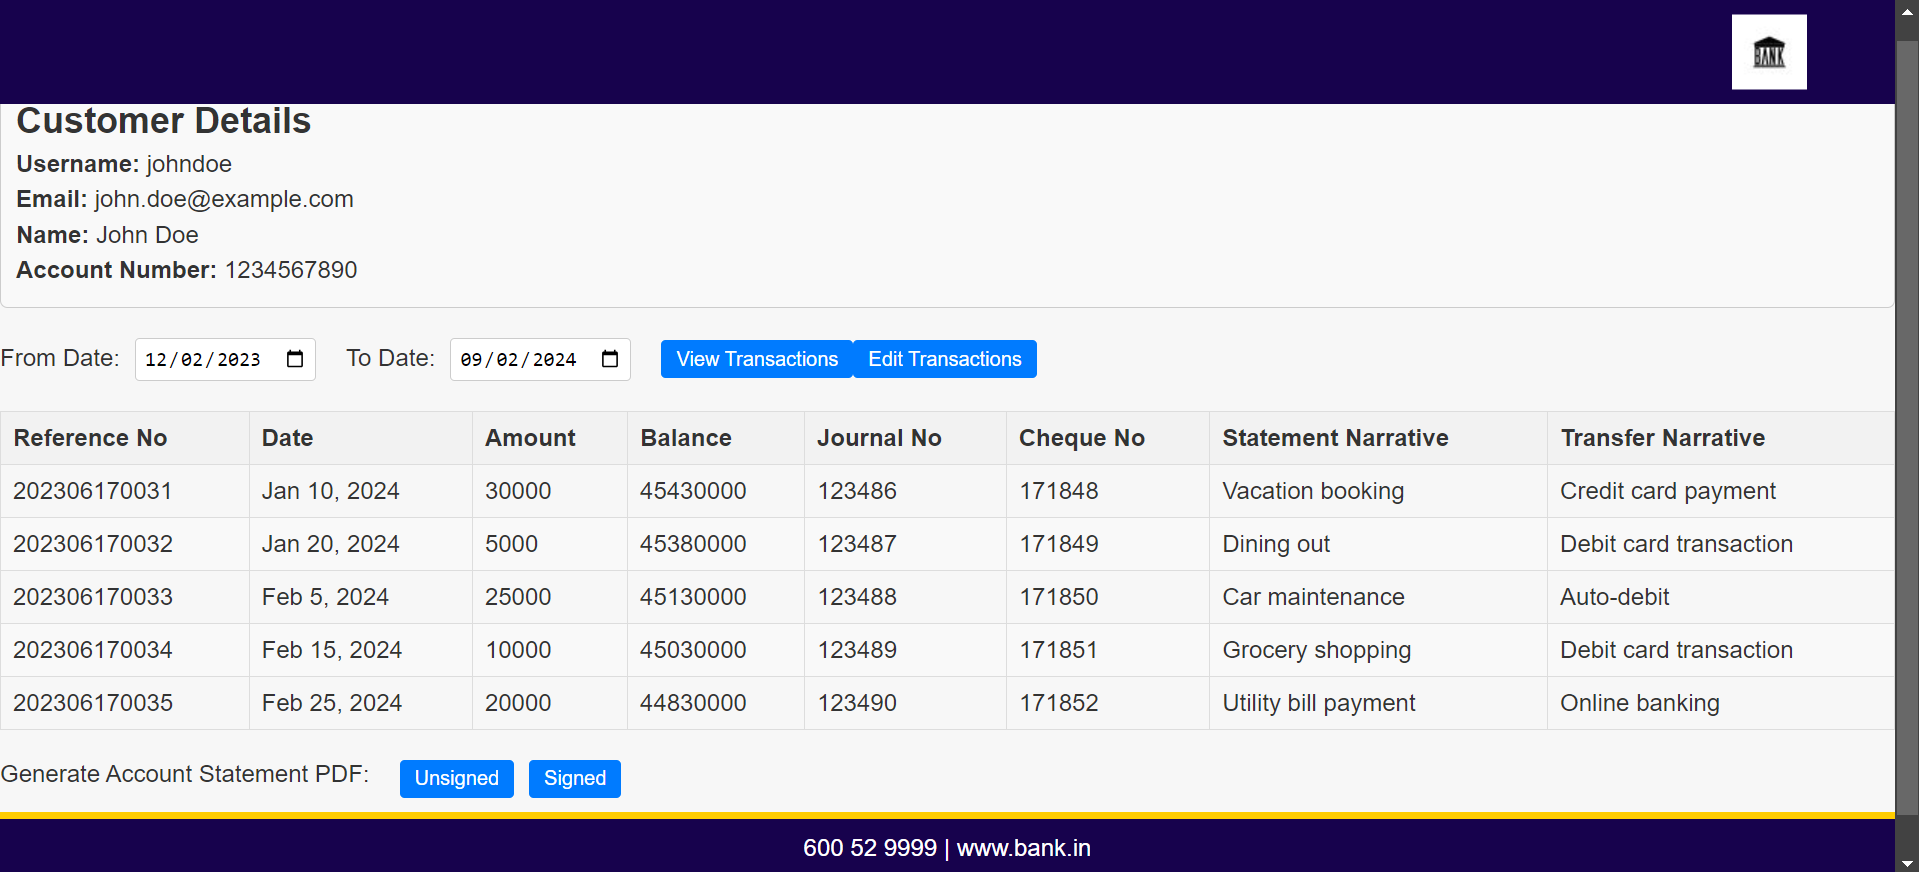 BANK
Customer Details
Username: johndoe
Email: john.doe@example.com
Name: John Doe
Account Number: 1234567890
From Date: 12/02/2023 To Date: 09/02/2024 View Transactions Edit Transactions
Reference No Date Amount Balance Journal No Cheque No Statement Narrative Transfer Narrative
202306170031 Jan 10, 2024 30000 45430000 123486 171848 Vacation booking Credit card payment
202306170032 Jan 20, 2024 5000 45380000 123487 171849 Dining out Debit card transaction
202306170033 Feb 5, 2024 25000 45130000 123488 171850 Car maintenance Auto-debit
202306170034 Feb 15, 2024 10000 45030000 123489 171851 Grocery shopping Debit card transaction
202306170035 Feb 25, 2024 20000 44830000 123490 171852 Utility bill payment Online banking
Generate Account Statement PDF: Unsigned Signed
600 52 9999 | www.bank.in